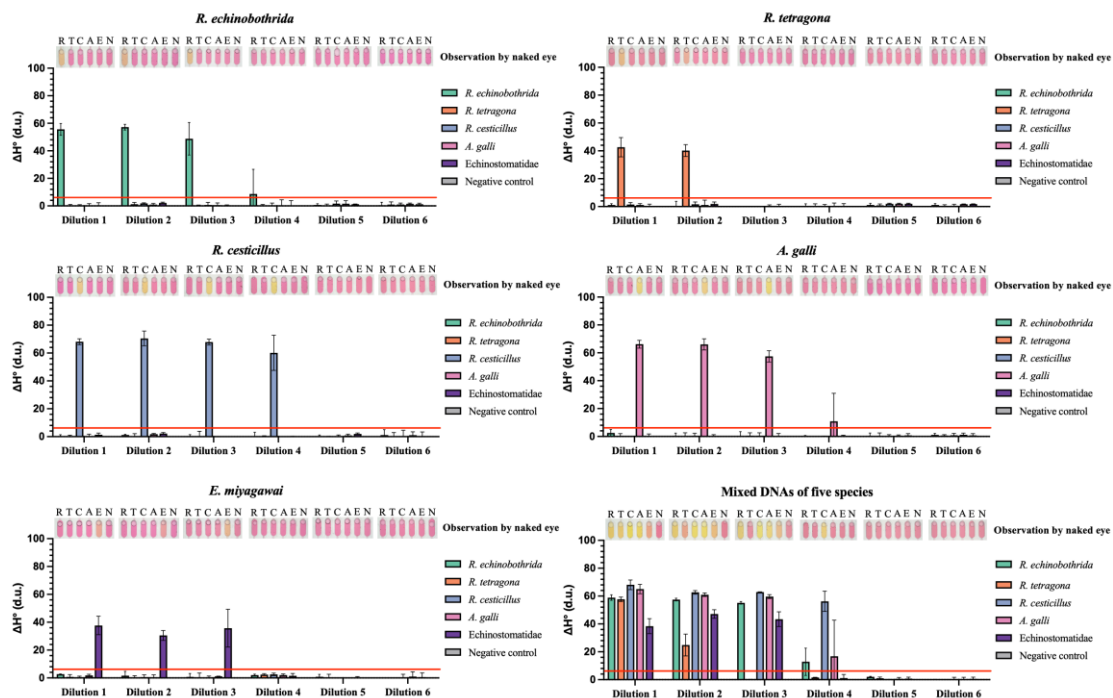 R. echinobothrida
R T C A E N R T C A E N R T C A E N R T C A E N R T C A E N R T C A E N
Observation by naked eye
ΔH° (d.u.)
100
80
60
40
20
0
Dilution 1 Dilution 2 Dilution 3 Dilution 4 Dilution 5 Dilution 6
R. echinobothrida
R. tetragona
R. cesticillus
A. galli
Echinostomatidae
Negative control
R. tetragona
R T C A E N R T C A E N R T C A E N R T C A E N R T C A E N R T C A E N
Observation by naked eye
ΔH° (d.u.)
100
80
60
40
20
0
Dilution 1 Dilution 2 Dilution 3 Dilution 4 Dilution 5 Dilution 6
R. echinobothrida
R. tetragona
R. cesticillus
A. galli
Echinostomatidae
Negative control
R. cesticillus
R T C A E N R T C A E N R T C A E N R T C A E N R T C A E N R T C A E N
Observation by naked eye
ΔH° (d.u.)
100
80
60
40
20
0
Dilution 1 Dilution 2 Dilution 3 Dilution 4 Dilution 5 Dilution 6
R. echinobothrida
R. tetragona
R. cesticillus
A. galli
Echinostomatidae
Negative control
A. galli
R T C A E N R T C A E N R T C A E N R T C A E N R T C A E N R T C A E N
Observation by naked eye
ΔH° (d.u.)
100
80
60
40
20
0
Dilution 1 Dilution 2 Dilution 3 Dilution 4 Dilution 5 Dilution 6
R. echinobothrida
R. tetragona
R. cesticillus
A. galli
Echinostomatidae
Negative control
E. miyagawai
R T C A E N R T C A E N R T C A E N R T C A E N R T C A E N R T C A E N
Observation by naked eye
ΔH° (d.u.)
100
80
60
40
20
0
Dilution 1 Dilution 2 Dilution 3 Dilution 4 Dilution 5 Dilution 6
R. echinobothrida
R. tetragona
R. cesticillus
A. galli
Echinostomatidae
Negative control
Mixed DNAs of five species
R T C A E N R T C A E N R T C A E N R T C A E N R T C A E N R T C A E N
Observation by naked eye
ΔH° (d.u.)
100
80
60
40
20
0
Dilution 1 Dilution 2 Dilution 3 Dilution 4 Dilution 5 Dilution 6
R. echinobothrida
R. tetragona
R. cesticillus
A. galli
Echinostomatidae
Negative control